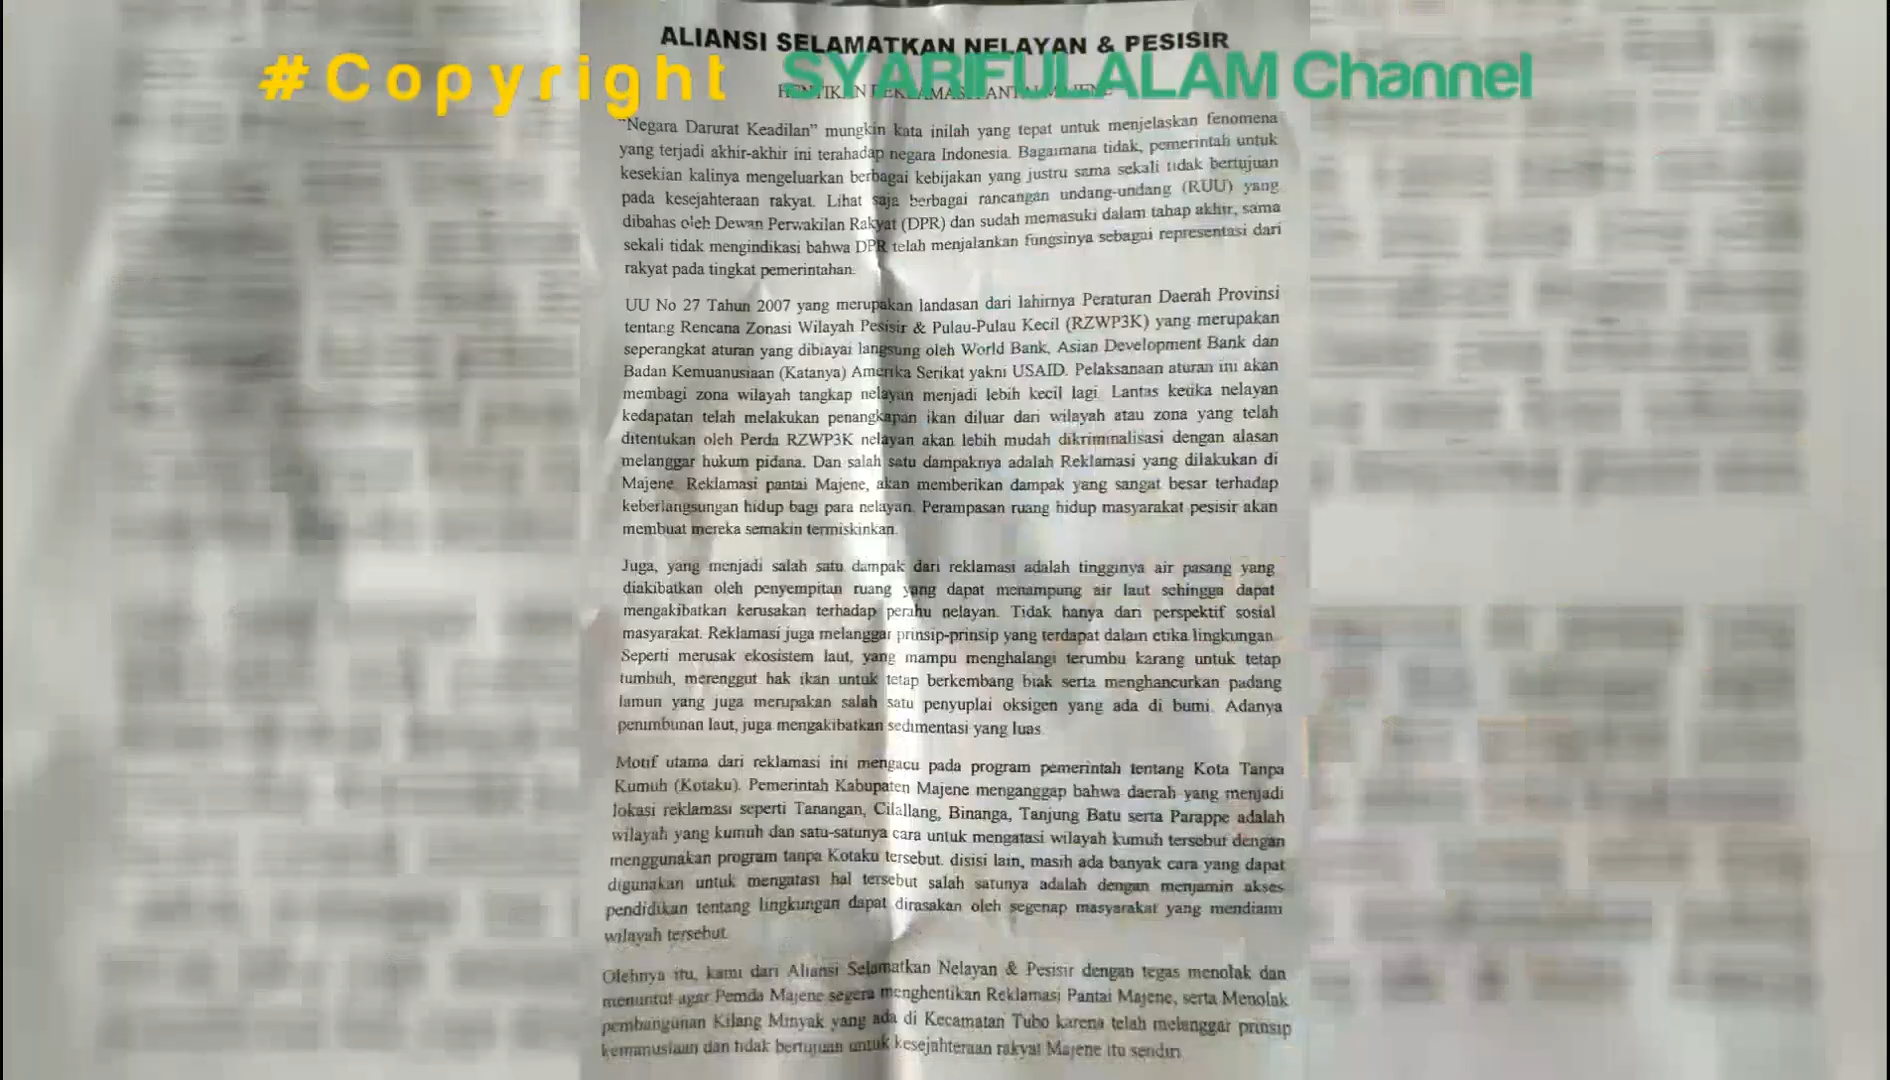 ALIANSI SELAMATKAN NELAYAN & PESISIR
#Copyright SYARIFUL ALAM Channel
"Negara Darurat Keadilan" mungkin kata inilah yang tepat untuk menjelaskan fenomena
yang terjadi akhir-akhir ini terahadap negara Indonesia. Bagaimana tidak, pemerintah untuk
kesekian kalinya mengeluarkan berbagai kebijakan yang justru sama sekali tidak bertujuan
pada kesejahteraan rakyat. Lihat saja berbagai rancangan undang-undang (RUU) yang
dibahas oleh Dewan Perwakilan Rakyat (DPR) dan sudah memasuki dalam tahap akhir, sama
sekali tidak mengindikasi bahwa DPR telah menjalankan fungsinya sebagai representasi dari
rakyat pada tingkat pemerintahan.
UU No 27 Tahun 2007 yang merupakan landasan dari lahirnya Peraturan Daerah Provinsi
tentang Rencana Zonasi Wilayah Pesisir & Pulau-Pulau Kecil (RZWP3K) yang merupakan
seperangkat aturan yang dibiayai langsung oleh World Bank, Asian Development Bank dan
Badan Kemuanusiaan (Katanya) Amerika Serikat yakni USAID. Pelaksanaan aturan ini akan
membagi zona wilayah tangkap nelayan menjadi lebih kecil lagi. Lantas ketika nelayan
kedapatan telah melakukan penangkapan ikan diluar dari wilayah atau zona yang telah
ditentukan oleh Perda RZWP3K nelayan akan lebih mudah dikriminalisasi dengan alasan
melanggar hukum pidana. Dan salah satu dampaknya adalah Reklamasi yang dilakukan di
Majene. Reklamasi pantai Majene, akan memberikan dampak yang sangat besar terhadap
keberlangsungan hidup bagi para nelayan. Perampasan ruang hidup masyarakat pesisir akan
membuat mereka semakin termiskinkan.
Juga, yang menjadi salah satu dampak dari reklamasi adalah tingginya air pasang yang
diakibatkan oleh penyempitan ruang yang dapat menampung air laut sehingga dapat
mengakibatkan kerusakan terhadap perahu nelayan. Tidak hanya dari perspektif sosial
masyarakat. Reklamasi juga melanggar prinsip-prinsip yang terdapat dalam etika lingkungan.
Seperti merusak ekosistem laut, yang mampu menghalangi terumbu karang untuk tetap
tumbuh, merenggut hak ikan untuk tetap berkembang biak serta menghancurkan padang
lamun yang juga merupakan salah satu penyuplai oksigen yang ada di bumi. Adanya
penimbunan laut, juga mengakibatkan sedimentasi yang luas.
Motif utama dari reklamasi ini mengacu pada program pemerintah tentang Kota Tanpa
Kumuh (Kotaku). Pemerintah Kabupaten Majene menganggap bahwa daerah yang menjadi
lokasi reklamasi seperti Tanangan, Cilallang, Binanga, Tanjung Batu serta Parappe adalah
wilayah yang kumuh dan satu-satunya cara untuk mengatasi wilayah kumuh tersebut dengan
menggunakan program tanpa Kotaku tersebut. disisi lain, masih ada banyak cara yang dapat
digunakan untuk mengatasi hal tersebut salah satunya adalah dengan menjamin akses
pendidikan tentang lingkungan dapat dirasakan oleh segenap masyarakat yang mendiami
wilayah tersebut.
Olehnya itu, kami dari Aliansi Selamatkan Nelayan & Pesisir dengan tegas menolak dan
menuntut agar Pemda Majene segera menghentikan Reklamasi Pantai Majene, serta Menolak
pembangunan Kilang Minyak yang ada di Kecamatan Tubo karena telah melanggar prinsip
kemanusiaan dan tidak bertujuan untuk kesejahteraan rakyat Majene itu sendiri.